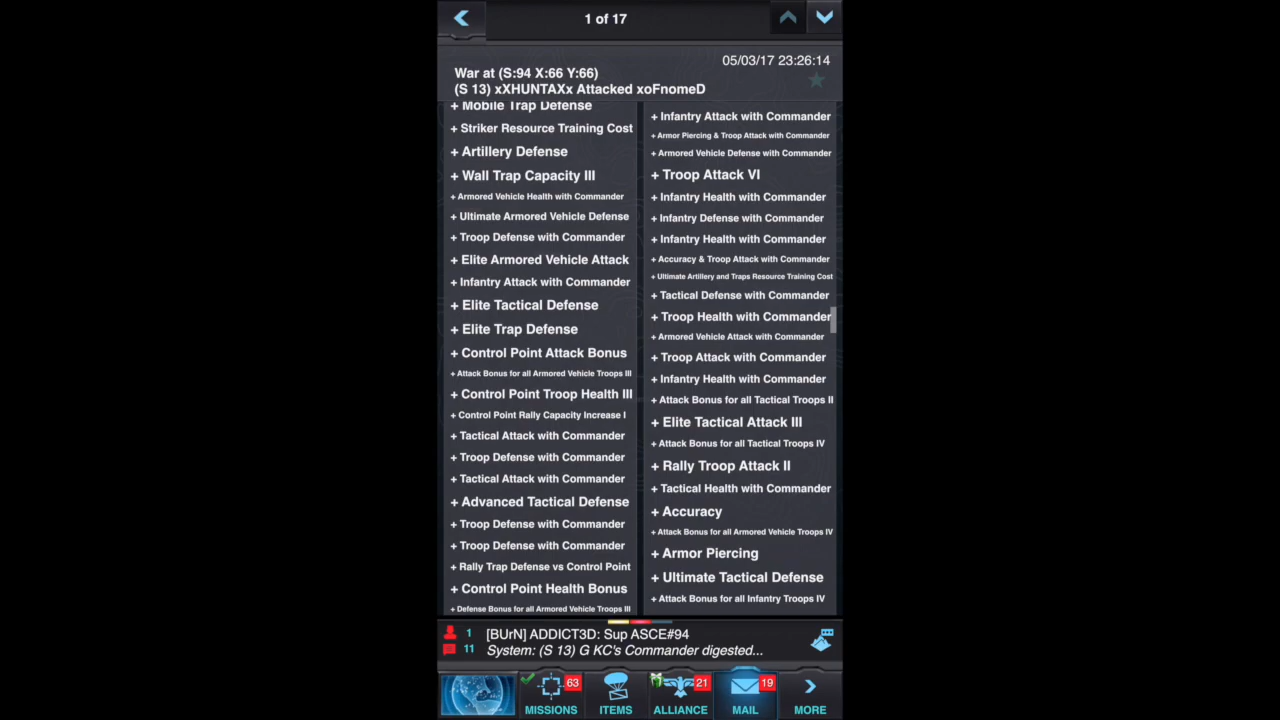 1 of 17
05/03/17 23:26:14
War at (S:94 X:66 Y:66)
(S 13) xXHUNTAXx Attacked xoFnomeD
+ Mobile Trap Defense
+ Striker Resource Training Cost
+ Artillery Defense
+ Wall Trap Capacity III
+ Armored Vehicle Health with Commander
+ Ultimate Armored Vehicle Defense
+ Troop Defense with Commander
+ Elite Armored Vehicle Attack
+ Infantry Attack with Commander
+ Elite Tactical Defense
+ Elite Trap Defense
+ Control Point Attack Bonus
+ Attack Bonus for all Armored Vehicle Troops III
+ Control Point Troop Health III
+ Control Point Rally Capacity Increase I
+ Tactical Attack with Commander
+ Troop Defense with Commander
+ Tactical Attack with Commander
+ Advanced Tactical Defense
+ Troop Defense with Commander
+ Troop Defense with Commander
+ Rally Trap Defense vs Control Point
+ Control Point Health Bonus
+ Defense Bonus for all Armored Vehicle Troops III
+ Infantry Attack with Commander
+ Armor Piercing & Troop Attack with Commander
+ Armored Vehicle Defense with Commander
+ Troop Attack VI
+ Infantry Health with Commander
+ Infantry Defense with Commander
+ Infantry Health with Commander
+ Accuracy & Troop Attack with Commander
+ Ultimate Artillery and Traps Resource Training Cost
+ Tactical Defense with Commander
+ Troop Health with Commander
+ Armored Vehicle Attack with Commander
+ Troop Attack with Commander
+ Infantry Health with Commander
+ Attack Bonus for all Tactical Troops II
+ Elite Tactical Attack III
+ Attack Bonus for all Tactical Troops IV
+ Rally Troop Attack II
+ Tactical Health with Commander
+ Accuracy
+ Attack Bonus for all Armored Vehicle Troops IV
+ Armor Piercing
+ Ultimate Tactical Defense
+ Attack Bonus for all Infantry Troops IV
1 [BUrN] ADDICT3D: Sup ASCE#94
11 System: (S 13) G KC's Commander digested...
63 21 19
MISSIONS ITEMS ALLIANCE MAIL MORE